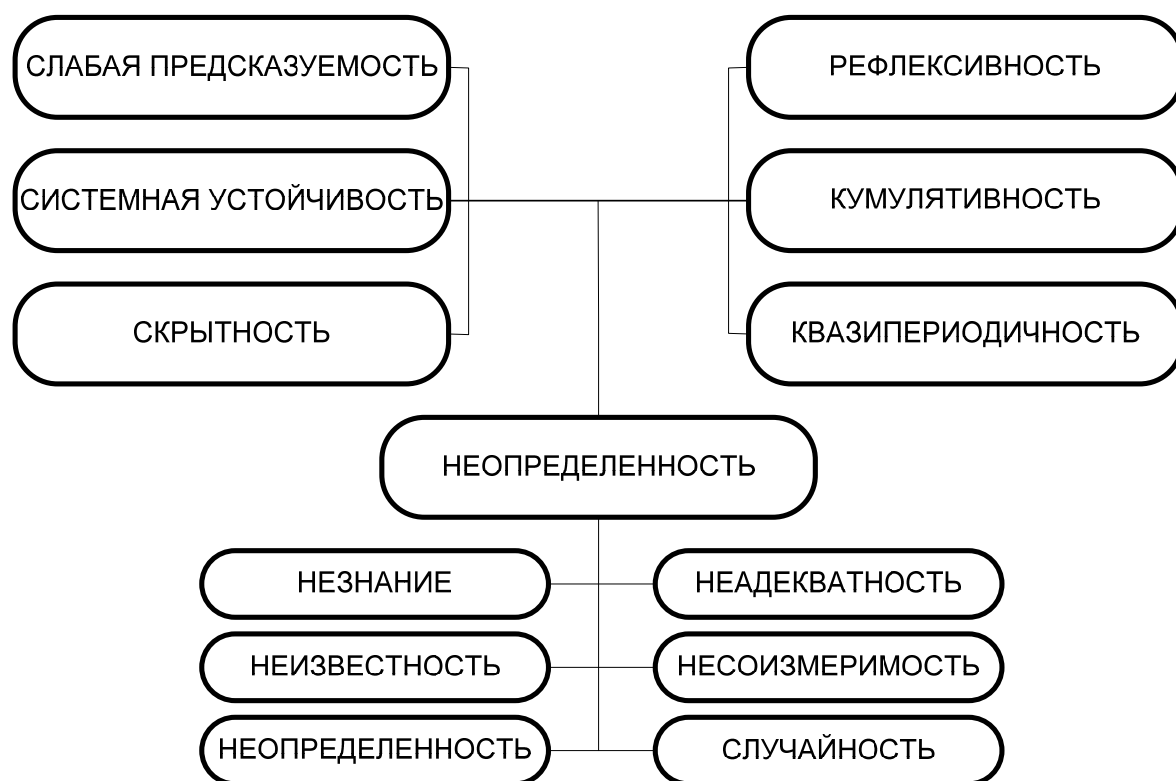 СЛАБАЯ ПРЕДСКАЗУЕМОСТЬ
РЕФЛЕКСИВНОСТЬ
СИСТЕМНАЯ УСТОЙЧИВОСТЬ
КУМУЛЯТИВНОСТЬ
СКРЫТНОСТЬ
КВАЗИПЕРИОДИЧНОСТЬ
НЕОПРЕДЕЛЕННОСТЬ
НЕЗНАНИЕ
НЕАДЕКВАТНОСТЬ
НЕИЗВЕСТНОСТЬ
НЕСОИЗМЕРИМОСТЬ
НЕОПРЕДЕЛЕННОСТЬ
СЛУЧАЙНОСТЬ